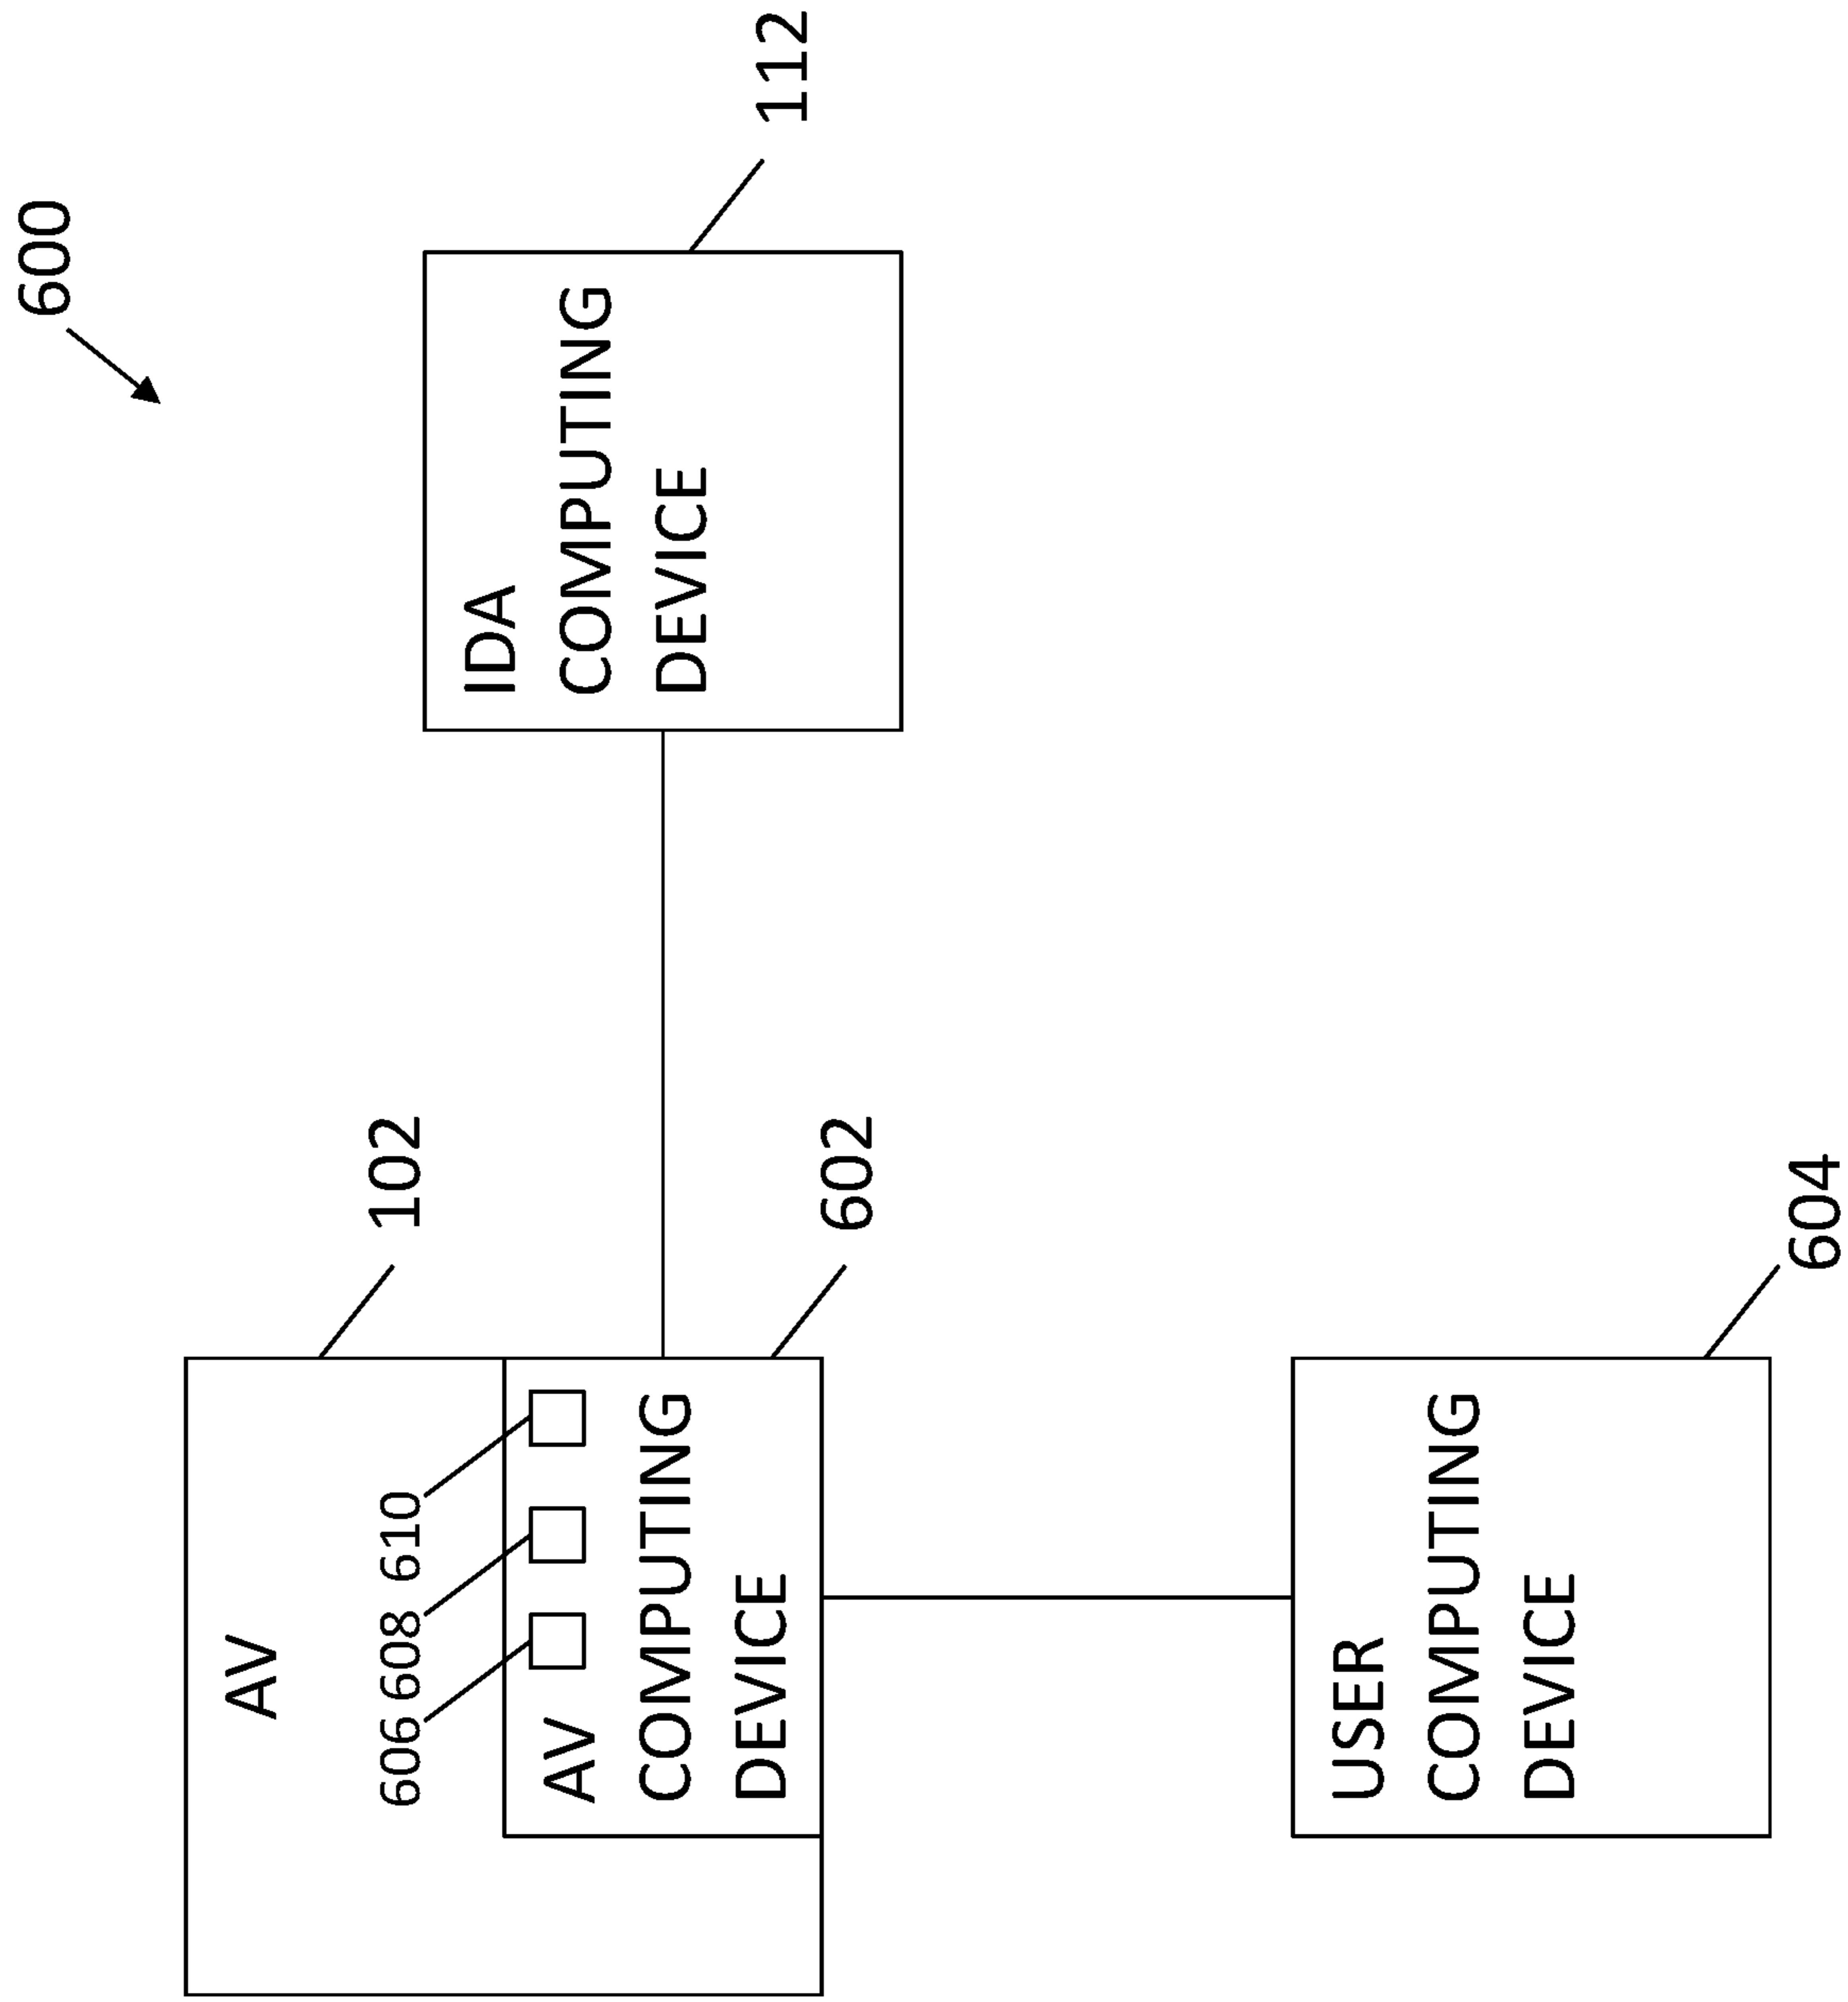 600
AV
102
606 608 610
AV
COMPUTING
DEVICE
602
IDA
COMPUTING
DEVICE
112
USER
COMPUTING
DEVICE
604